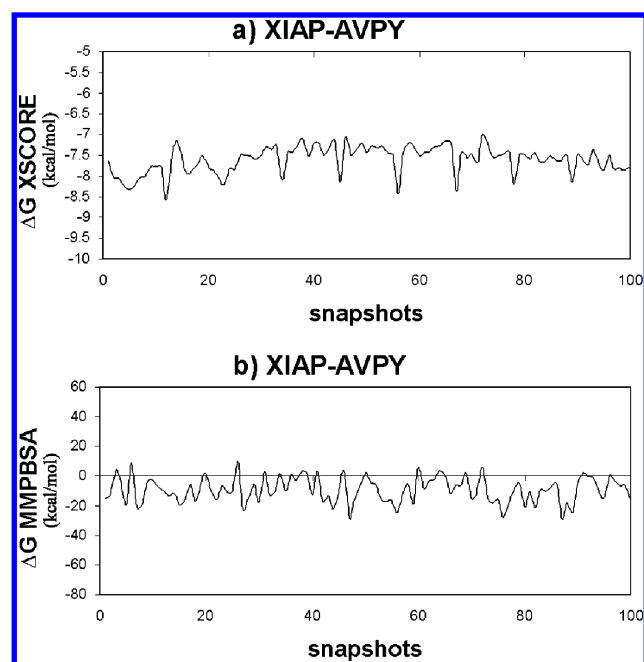 a) XIAP-AVPY
ΔG XSCORE
(kcal/mol)
-5
-5.5
-6
-6.5
-7
-7.5
-8
-8.5
-9
-9.5
-10
0 20 40 60 80 100
snapshots
b) XIAP-AVPY
ΔG MMPBSA
(kcal/mol)
60
40
20
0
-20
-40
-60
-80
0 20 40 60 80 100
snapshots